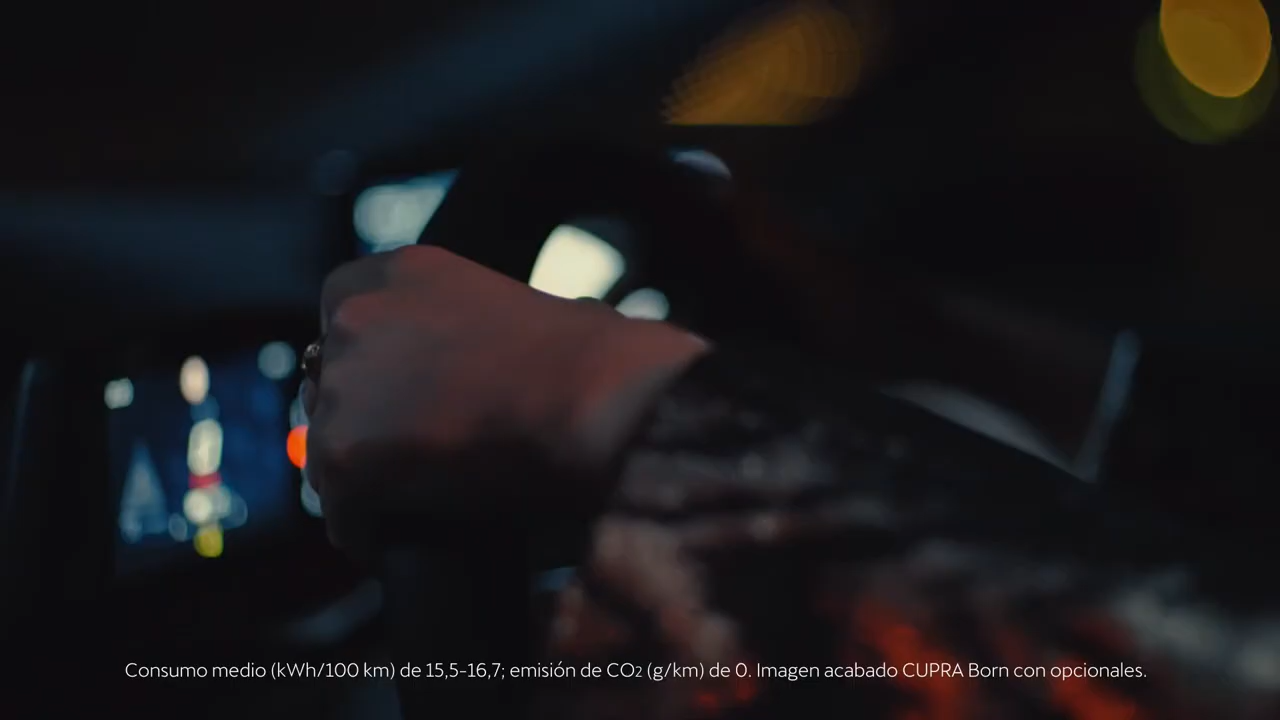 Consumo medio (kWh/100 km) de 15,5-16,7; emisión de CO2 (g/km) de 0. Imagen acabado CUPRA Born con opcionales.